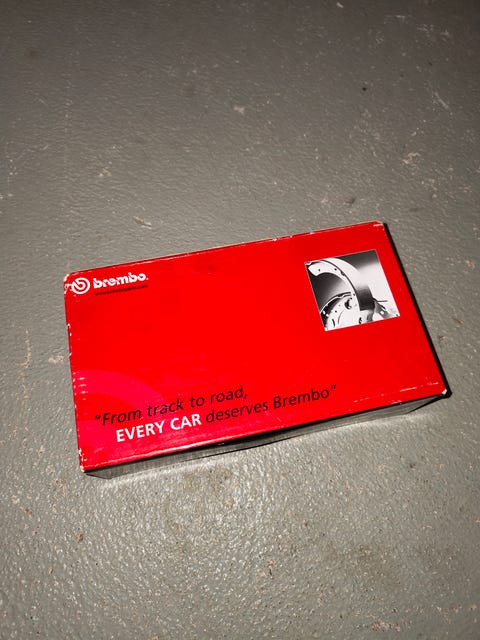 brembo.
"From track to road,
EVERY CAR deserves Brembo"